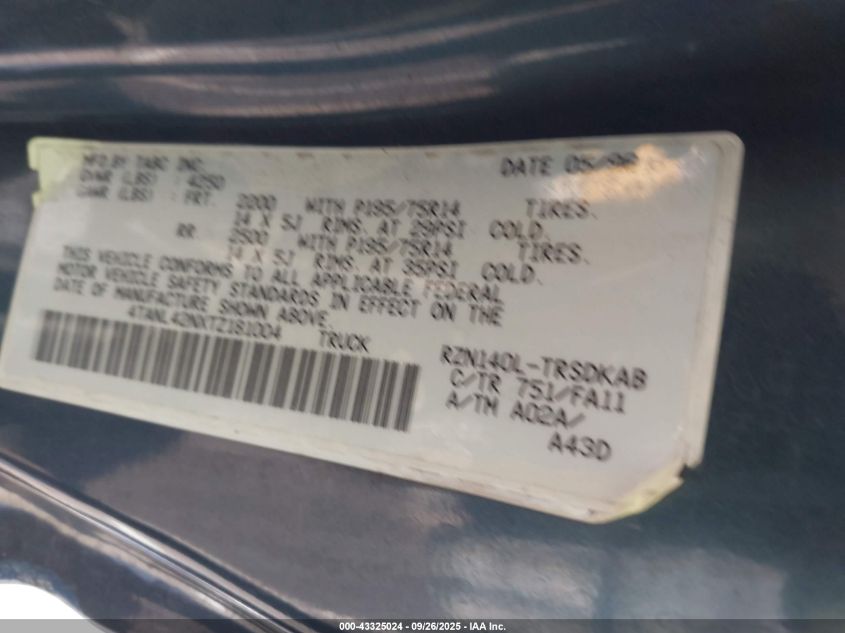 MFD.BY TABC INC. DATE 05/98
GVWR (LBS) : 4250
GAWR (LBS) : FRT. 2200 WITH P195/75R14 TIRES.
14 X 5J RIMS. AT 29PSI COLD.
RR. 2500 WITH P195/75R14 TIRES.
14 X 5J RIMS. AT 35PSI COLD.
THIS VEHICLE CONFORMS TO ALL APPLICABLE FEDERAL
MOTOR VEHICLE SAFETY STANDARDS IN EFFECT ON THE
DATE OF MANUFACTURE SHOWN ABOVE.
4TANL42NXTZ181004 TRUCK
RZN140L-TRSDKAB
C/TR 751/FA11
A/TM A02A/
A43D
000-43325024 - 09/26/2025 - IAA Inc.